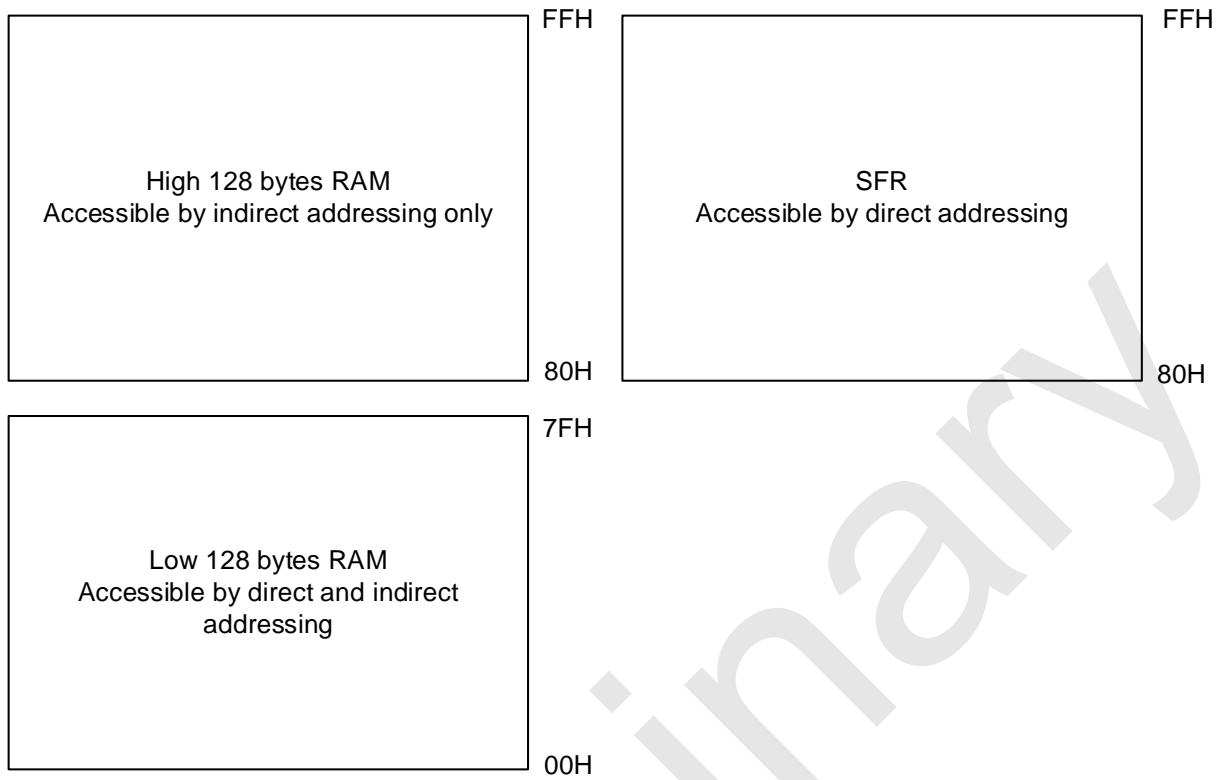 FFH
High 128 bytes RAM
Accessible by indirect addressing only
80H
FFH
SFR
Accessible by direct addressing
80H
7FH
Low 128 bytes RAM
Accessible by direct and indirect
addressing
00H
inary